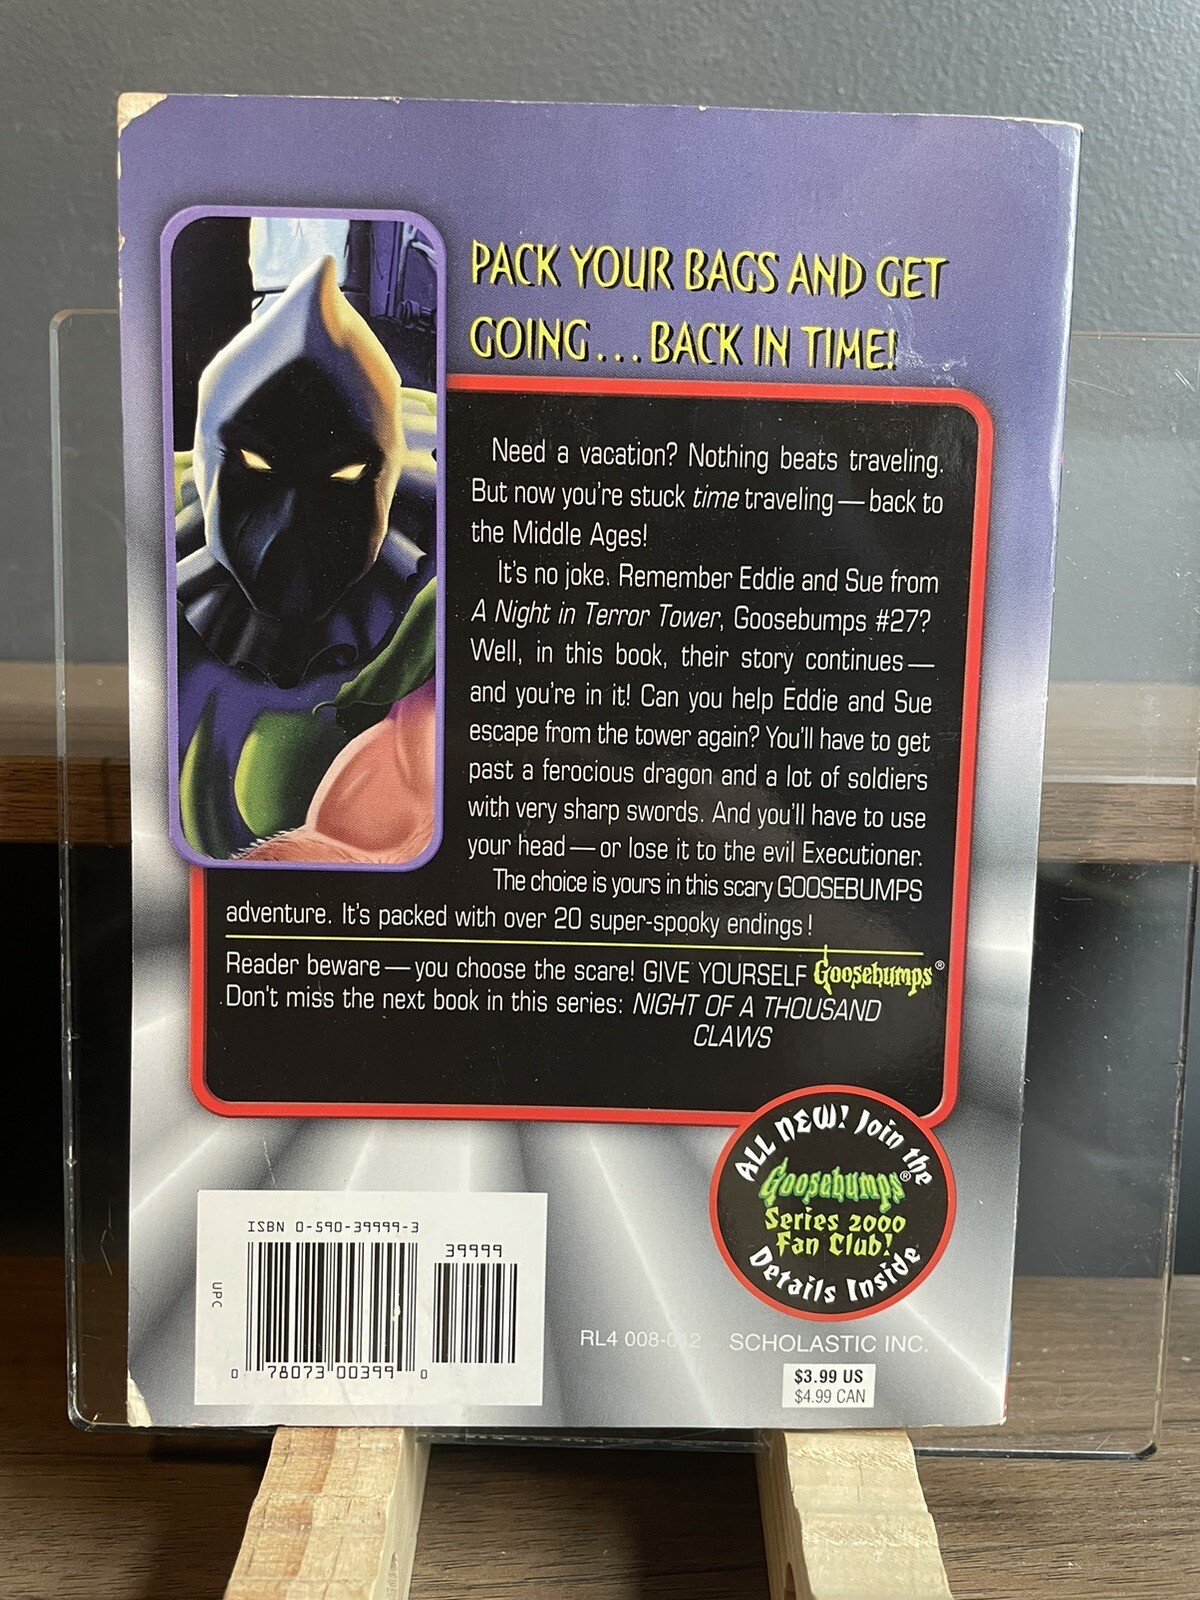 PACK YOUR BAGS AND GET
GOING... BACK IN TIME!
Need a vacation? Nothing beats traveling.
But now you're stuck time traveling — back to
the Middle Ages!
It's no joke. Remember Eddie and Sue from
A Night in Terror Tower, Goosebumps #27?
Well, in this book, their story continues —
and you're in it! Can you help Eddie and Sue
escape from the tower again? You'll have to get
past a ferocious dragon and a lot of soldiers
with very sharp swords. And you'll have to use
your head — or lose it to the evil Executioner.
The choice is yours in this scary GOOSEBUMPS
adventure. It's packed with over 20 super-spooky endings!
Reader beware — you choose the scare! GIVE YOURSELF Goosebumps®
Don't miss the next book in this series: NIGHT OF A THOUSAND
CLAWS
ALL NEW! Join the
Goosebumps®
Series 2000
Fan Club!
Details Inside
ISBN 0-590-39999-3
39999
UPC
0 78073 00399 0
RL4 008-012 SCHOLASTIC INC.
$3.99 US
$4.99 CAN